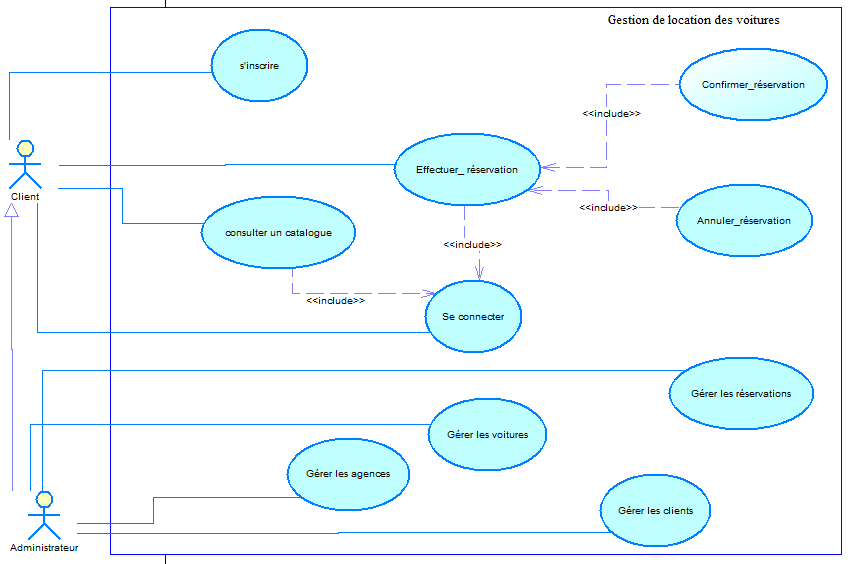 Gestion de location des voitures
s'inscrire
Confirmer_réservation
<<include>>
Client
Effectuer_ réservation
<<include>>
Annuler_réservation
consulter un catalogue
<<include>>
<<include>>
Se connecter
Gérer les réservations
Gérer les voitures
Gérer les agences
Gérer les clients
Administrateur